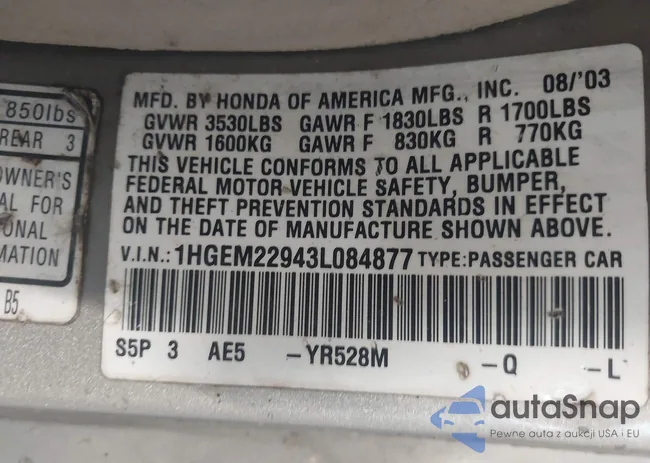 850lbs
REAR 3
OWNER'S
AL FOR
ONAL
MATION
B5
MFD. BY HONDA OF AMERICA MFG., INC. 08/'03
GVWR 3530LBS GAWR F 1830LBS R 1700LBS
GVWR 1600KG GAWR F 830KG R 770KG
THIS VEHICLE CONFORMS TO ALL APPLICABLE
FEDERAL MOTOR VEHICLE SAFETY, BUMPER,
AND THEFT PREVENTION STANDARDS IN EFFECT
ON THE DATE OF MANUFACTURE SHOWN ABOVE.
V.I.N.: 1HGEM22943L084877 TYPE: PASSENGER CAR
S5P 3 AE5 -YR528M -Q -L
autaSnap
Pewne auta z aukcji USA i EU